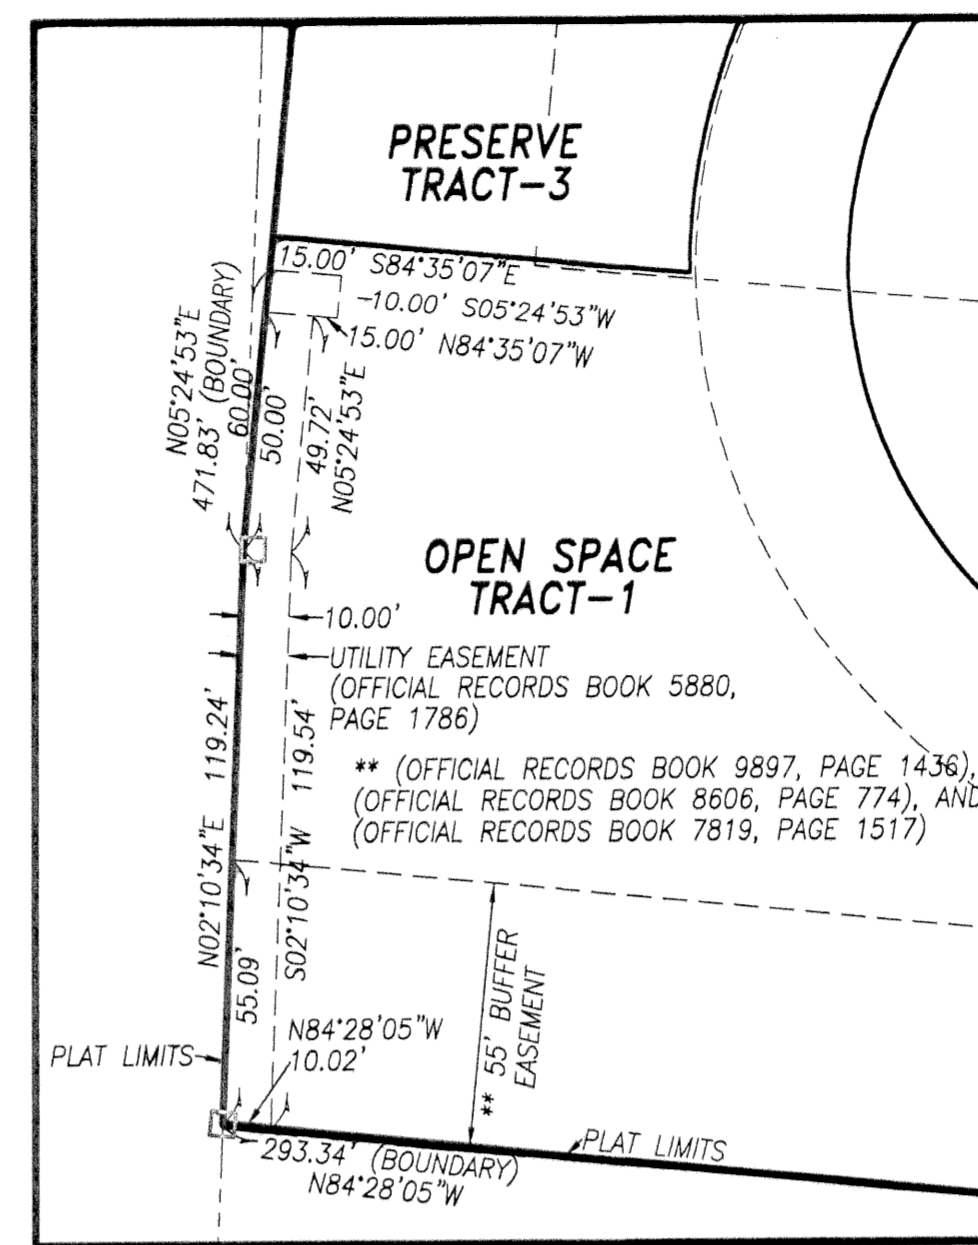 PRESERVE
TRACT-3
15.00' S84°35'07"E
-10.00' S05°24'53"W
15.00' N84°35'07"W
N05°24'53"E
471.83' (BOUNDARY)
60.00'
50.00'
49.72'
N05°24'53"E
OPEN SPACE
TRACT-1
10.00'
UTILITY EASEMENT
(OFFICIAL RECORDS BOOK 5880,
PAGE 1786)
** (OFFICIAL RECORDS BOOK 9897, PAGE 1436),
(OFFICIAL RECORDS BOOK 8606, PAGE 774), AND
(OFFICIAL RECORDS BOOK 7819, PAGE 1517)
N02°10'34"E 119.24'
S02°10'34"W 119.54'
55.09'
** 55' BUFFER
EASEMENT
N84°28'05"W
10.02'
PLAT LIMITS
PLAT LIMITS
293.34' (BOUNDARY)
N84°28'05"W